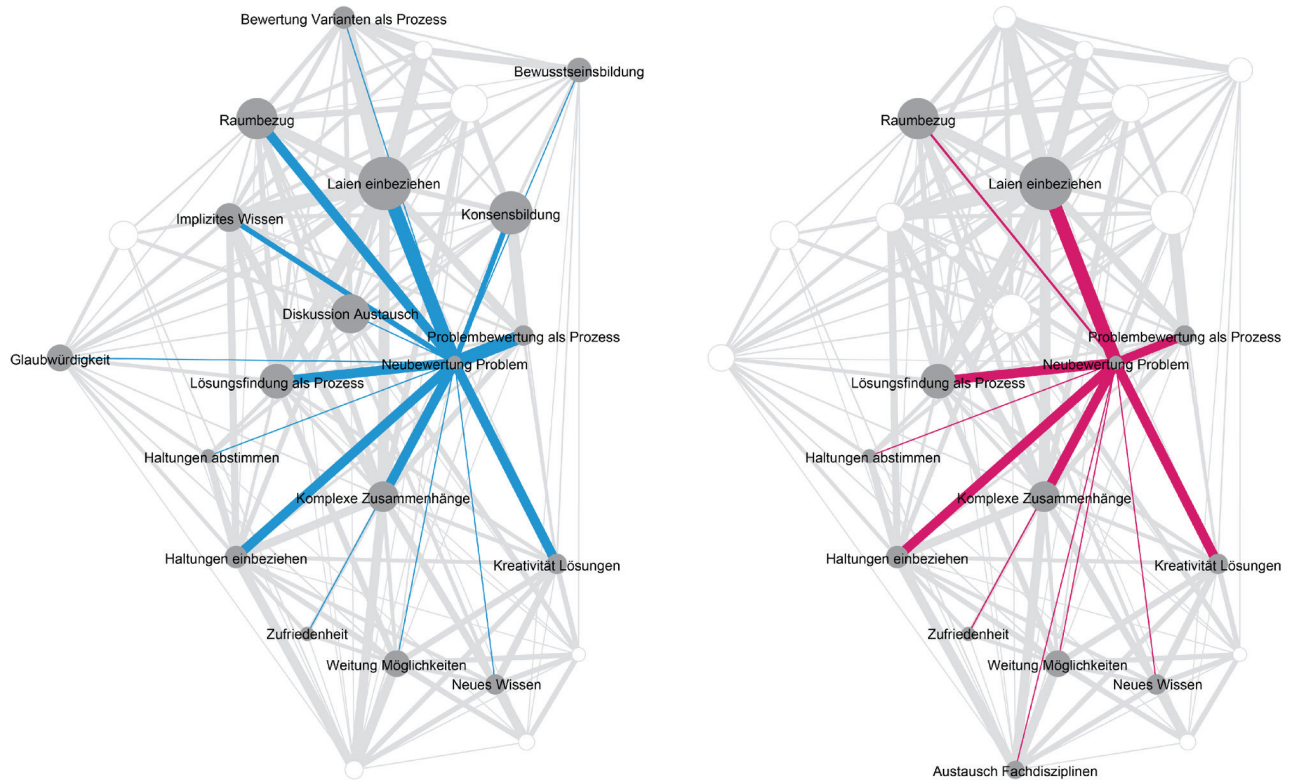 Bewertung Varianten als Prozess
Bewusstseinsbildung
Raumbezug
Laien einbeziehen
Implizites Wissen
Konsensbildung
Diskussion Austausch
Problembewertung als Prozess
Glaubwürdigkeit
Neubewertung Problem
Lösungsfindung als Prozess
Haltungen abstimmen
Komplexe Zusammenhänge
Haltungen einbeziehen
Kreativität Lösungen
Zufriedenheit
Weitung Möglichkeiten
Neues Wissen
Raumbezug
Laien einbeziehen
Problembewertung als Prozess
Neubewertung Problem
Lösungsfindung als Prozess
Haltungen abstimmen
Komplexe Zusammenhänge
Haltungen einbeziehen
Kreativität Lösungen
Zufriedenheit
Weitung Möglichkeiten
Neues Wissen
Austausch Fachdisziplinen